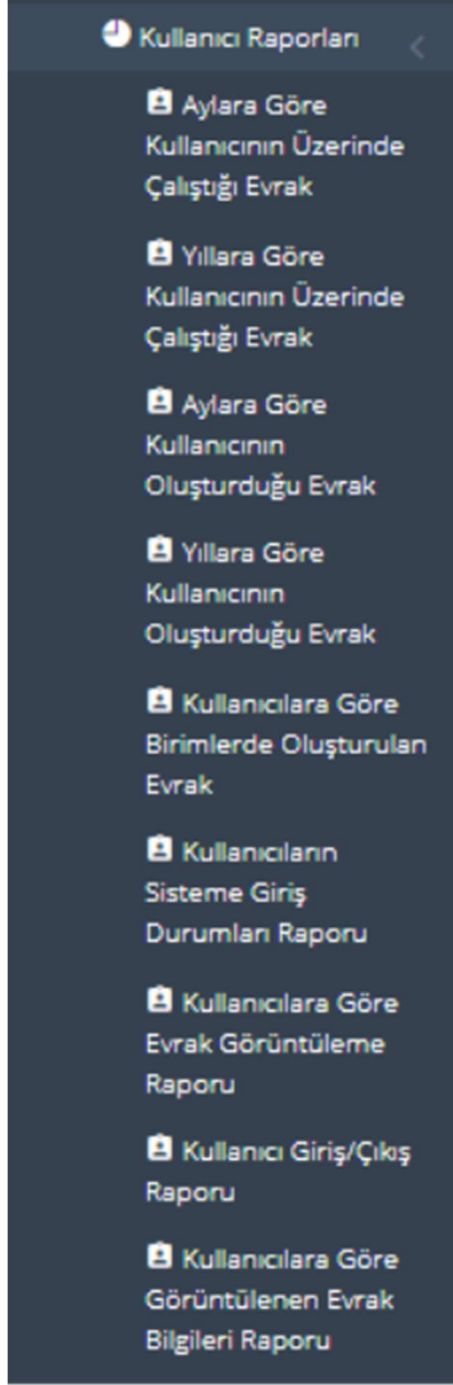 Kullanıcı Raporları
Aylara Göre
Kullanıcının Üzerinde
Çalıştığı Evrak
Yıllara Göre
Kullanıcının Üzerinde
Çalıştığı Evrak
Aylara Göre
Kullanıcının
Oluşturduğu Evrak
Yıllara Göre
Kullanıcının
Oluşturduğu Evrak
Kullanıcılara Göre
Birimlerde Oluşturulan
Evrak
Kullanıcıların
Sisteme Giriş
Durumları Raporu
Kullanıcılara Göre
Evrak Görüntüleme
Raporu
Kullanıcı Giriş/Çıkış
Raporu
Kullanıcılara Göre
Görüntülenen Evrak
Bilgileri Raporu